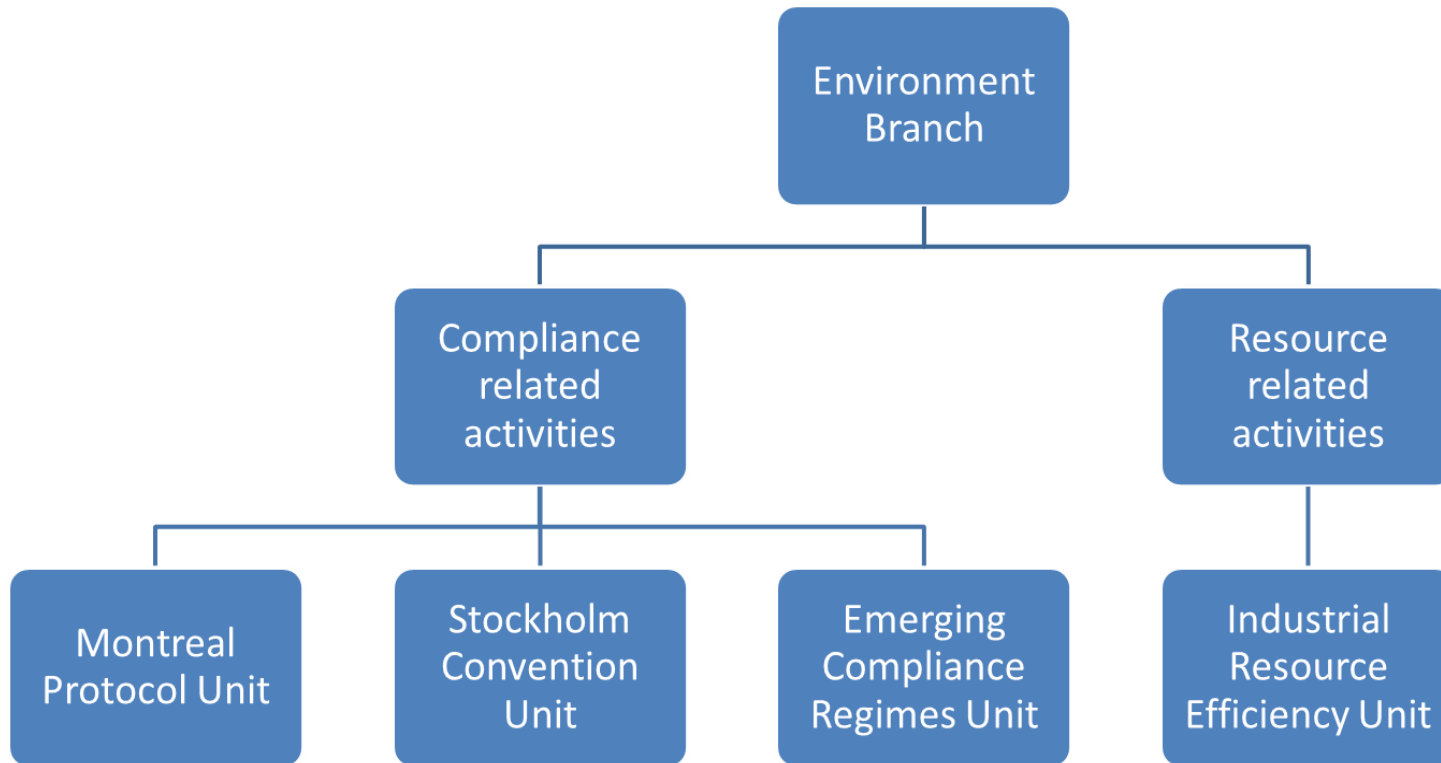 Environment
Branch
Compliance
related
activities
Resource
related
activities
Montreal
Protocol Unit
Stockholm
Convention
Unit
Emerging
Compliance
Regimes Unit
Industrial
Resource
Efficiency Unit